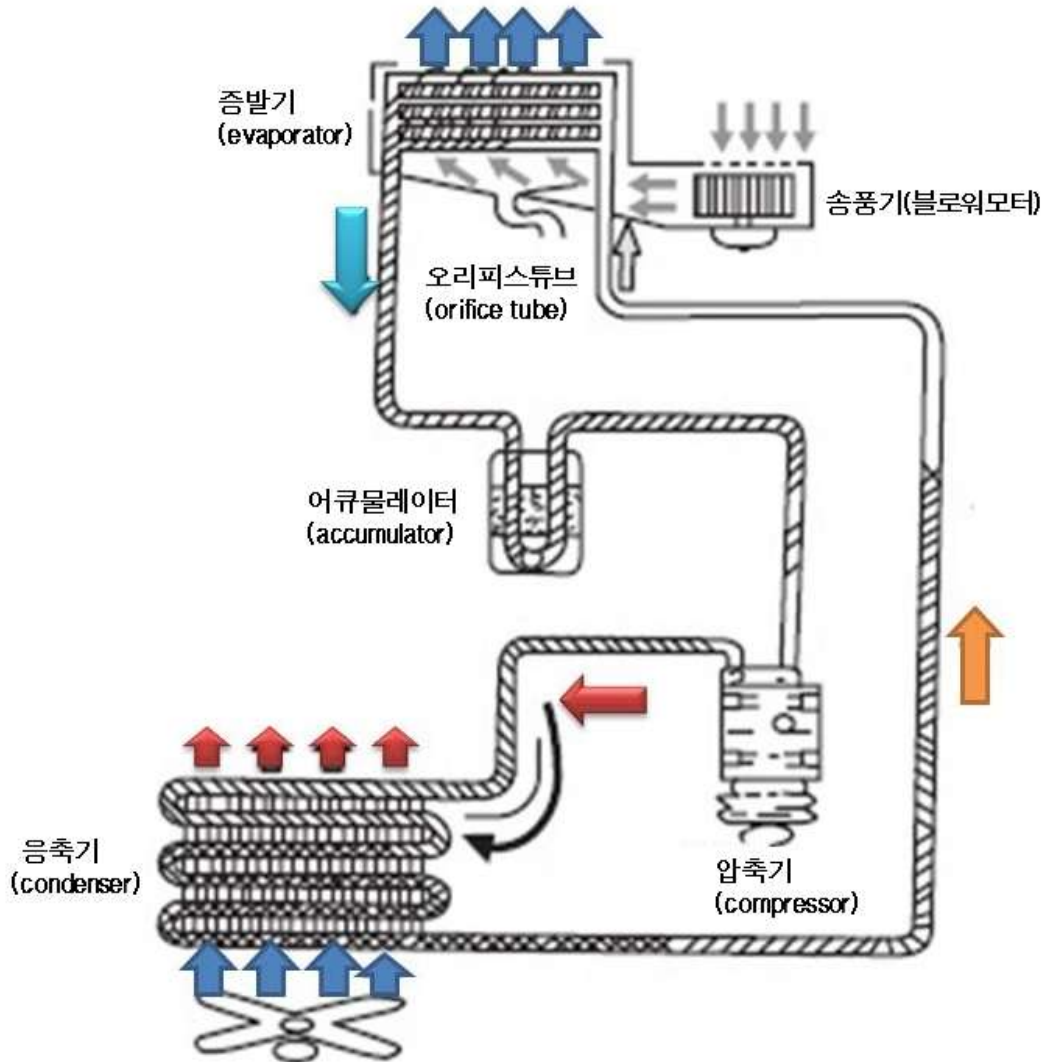 증발기
(evaporator)
송풍기(블로워모터)
오리피스튜브
(orifice tube)
어큐물레이터
(accumulator)
응축기
(condenser)
압축기
(compressor)